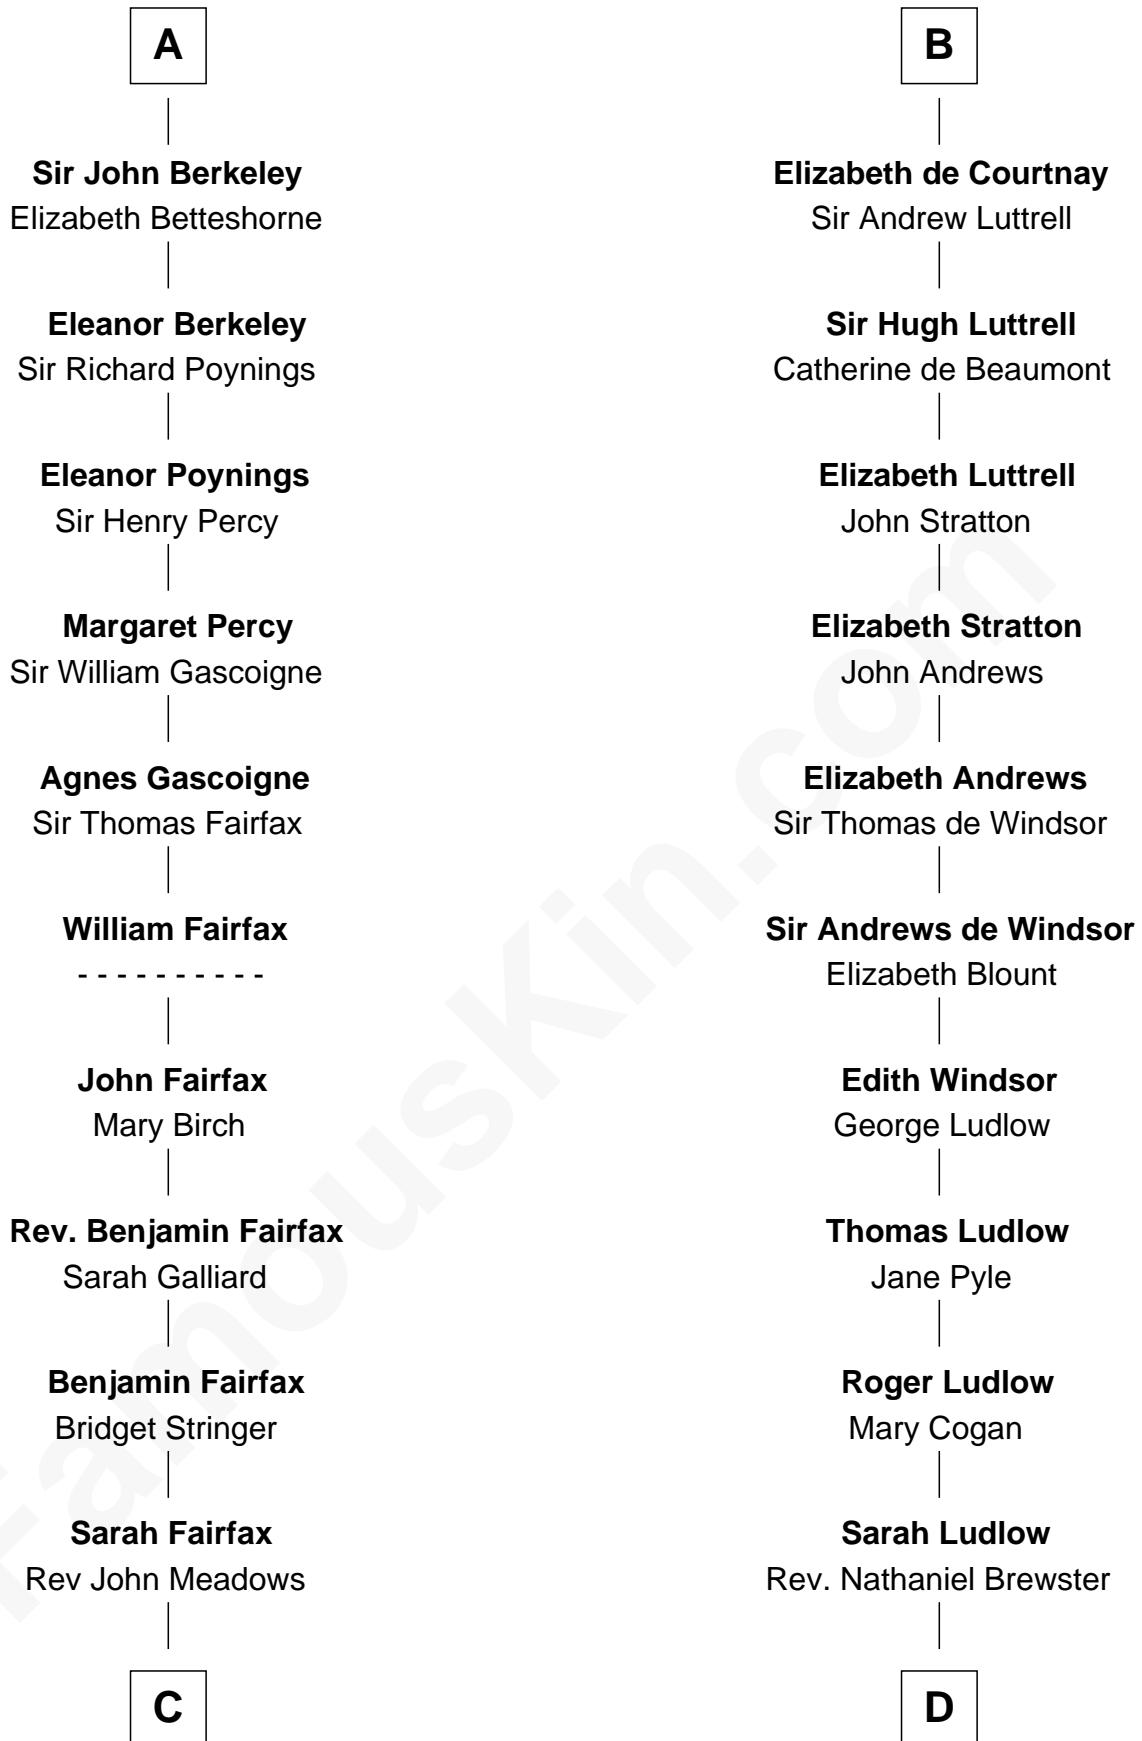 A
Sir John Berkeley
Elizabeth Betteshorne
Eleanor Berkeley
Sir Richard Poynings
Eleanor Poynings
Sir Henry Percy
Margaret Percy
Sir William Gascoigne
Agnes Gascoigne
Sir Thomas Fairfax
William Fairfax
- - - - - - - - - -
John Fairfax
Mary Birch
Rev. Benjamin Fairfax
Sarah Galliard
Benjamin Fairfax
Bridget Stringer
Sarah Fairfax
Rev John Meadows
C
B
Elizabeth de Courtnay
Sir Andrew Luttrell
Sir Hugh Luttrell
Catherine de Beaumont
Elizabeth Luttrell
John Stratton
Elizabeth Stratton
John Andrews
Elizabeth Andrews
Sir Thomas de Windsor
Sir Andrews de Windsor
Elizabeth Blount
Edith Windsor
George Ludlow
Thomas Ludlow
Jane Pyle
Roger Ludlow
Mary Cogan
Sarah Ludlow
Rev. Nathaniel Brewster
D
FamousKin.com